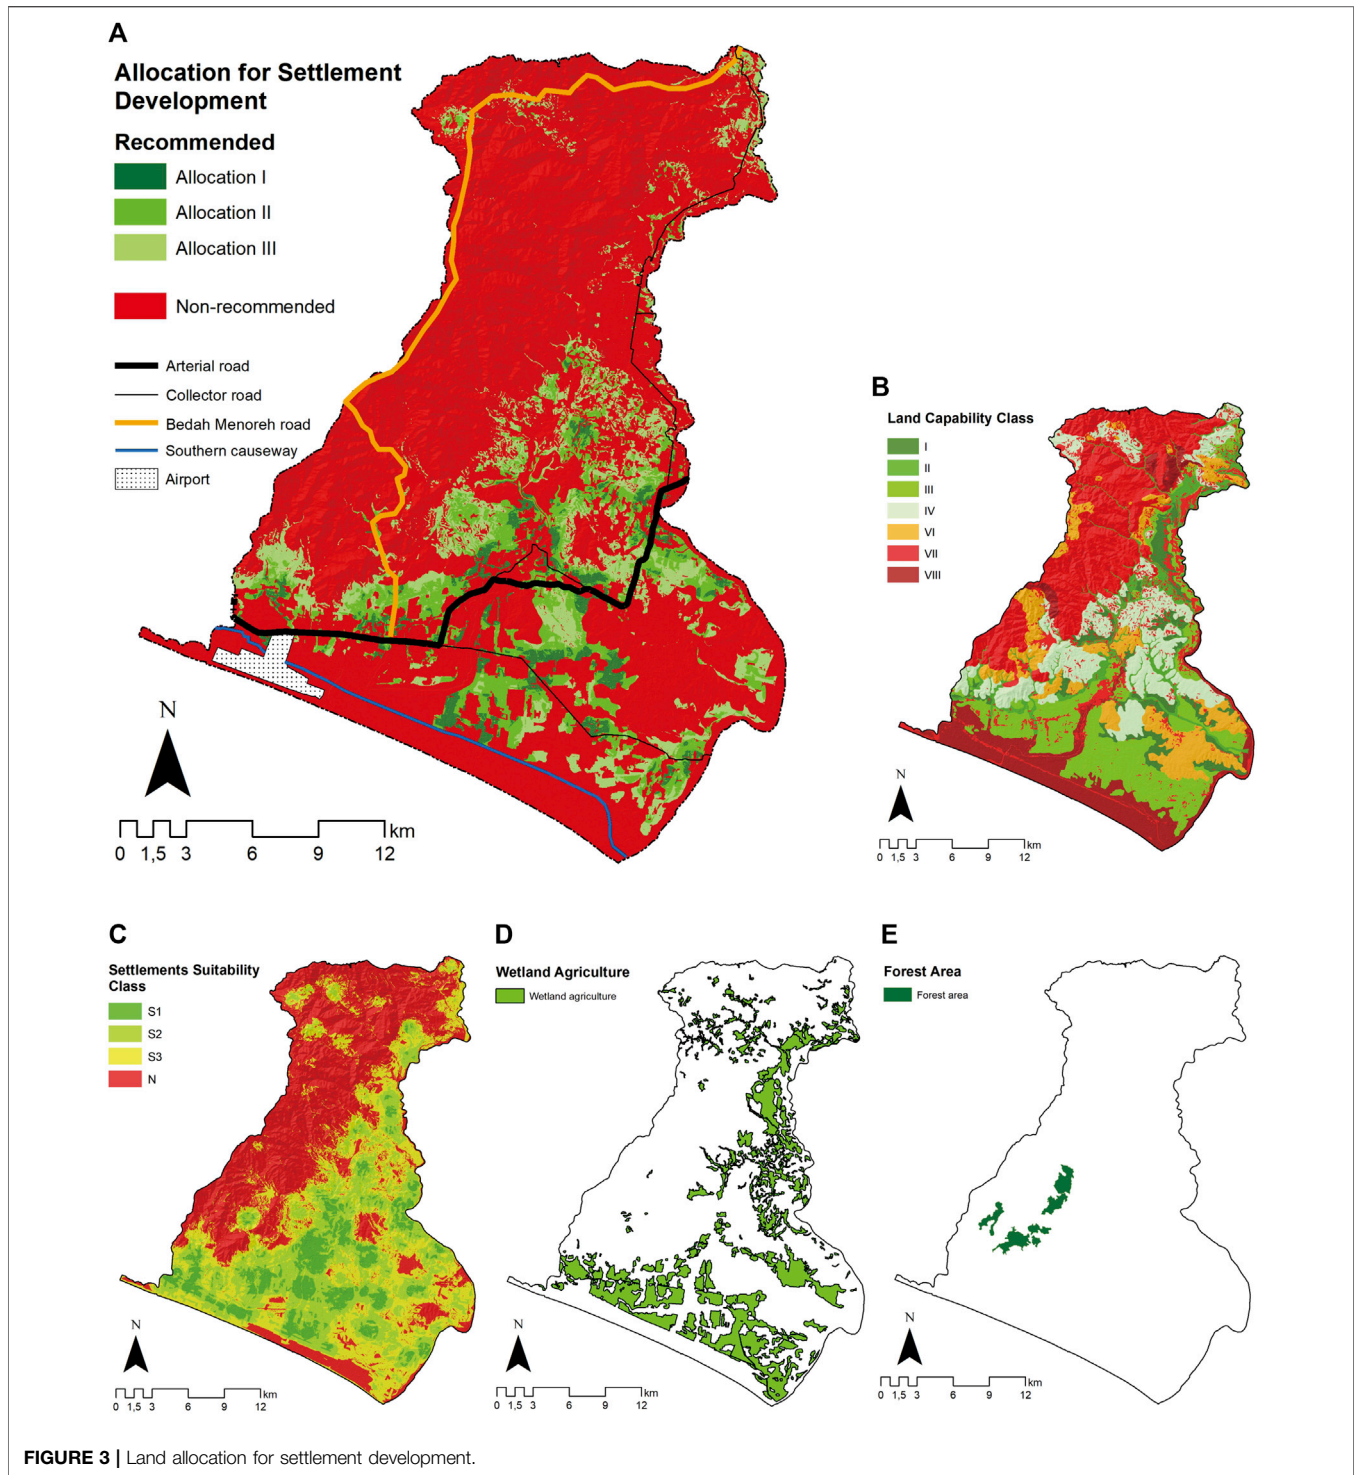 A
Allocation for Settlement
Development
Recommended
Allocation I
Allocation II
Allocation III
Non-recommended
Arterial road
Collector road
Bedah Menoreh road
Southern causeway
Airport
N
km
0 1,5 3 6 9 12
B
Land Capability Class
I
II
III
IV
VI
VII
VIII
N
km
0 1,5 3 6 9 12
C
Settlements Suitability
Class
S1
S2
S3
N
N
km
0 1,5 3 6 9 12
D
Wetland Agriculture
Wetland agriculture
N
km
0 1,5 3 6 9 12
E
Forest Area
Forest area
N
km
0 1,5 3 6 9 12
FIGURE 3 | Land allocation for settlement development.